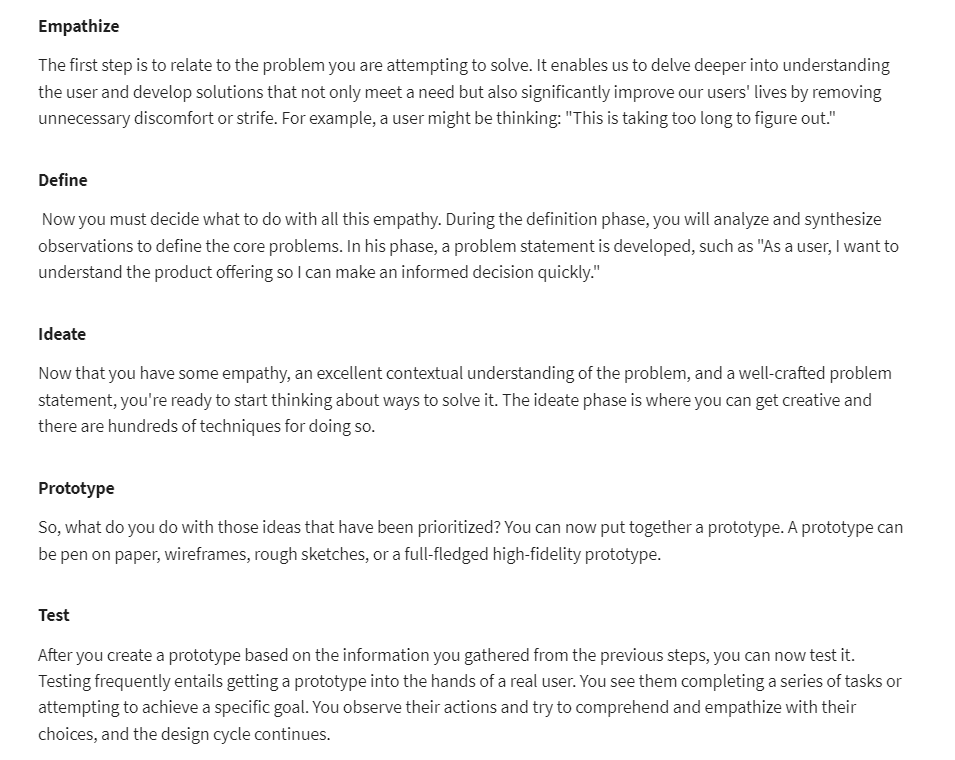 Empathize
The first step is to relate to the problem you are attempting to solve. It enables us to delve deeper into understanding
the user and develop solutions that not only meet a need but also significantly improve our users' lives by removing
unnecessary discomfort or strife. For example, a user might be thinking: "This is taking too long to figure out."
Define
Now you must decide what to do with all this empathy. During the definition phase, you will analyze and synthesize
observations to define the core problems. In his phase, a problem statement is developed, such as "As a user, I want to
understand the product offering so I can make an informed decision quickly."
Ideate
Now that you have some empathy, an excellent contextual understanding of the problem, and a well-crafted problem
statement, you're ready to start thinking about ways to solve it. The ideate phase is where you can get creative and
there are hundreds of techniques for doing so.
Prototype
So, what do you do with those ideas that have been prioritized? You can now put together a prototype. A prototype can
be pen on paper, wireframes, rough sketches, or a full-fledged high-fidelity prototype.
Test
After you create a prototype based on the information you gathered from the previous steps, you can now test it.
Testing frequently entails getting a prototype into the hands of a real user. You see them completing a series of tasks or
attempting to achieve a specific goal. You observe their actions and try to comprehend and empathize with their
choices, and the design cycle continues.